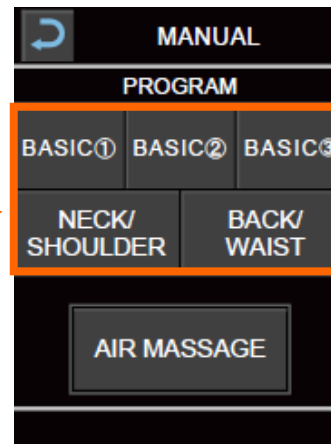 MANUAL
PROGRAM
BASIC① BASIC② BASIC③
NECK/ BACK/
SHOULDER WAIST
AIR MASSAGE